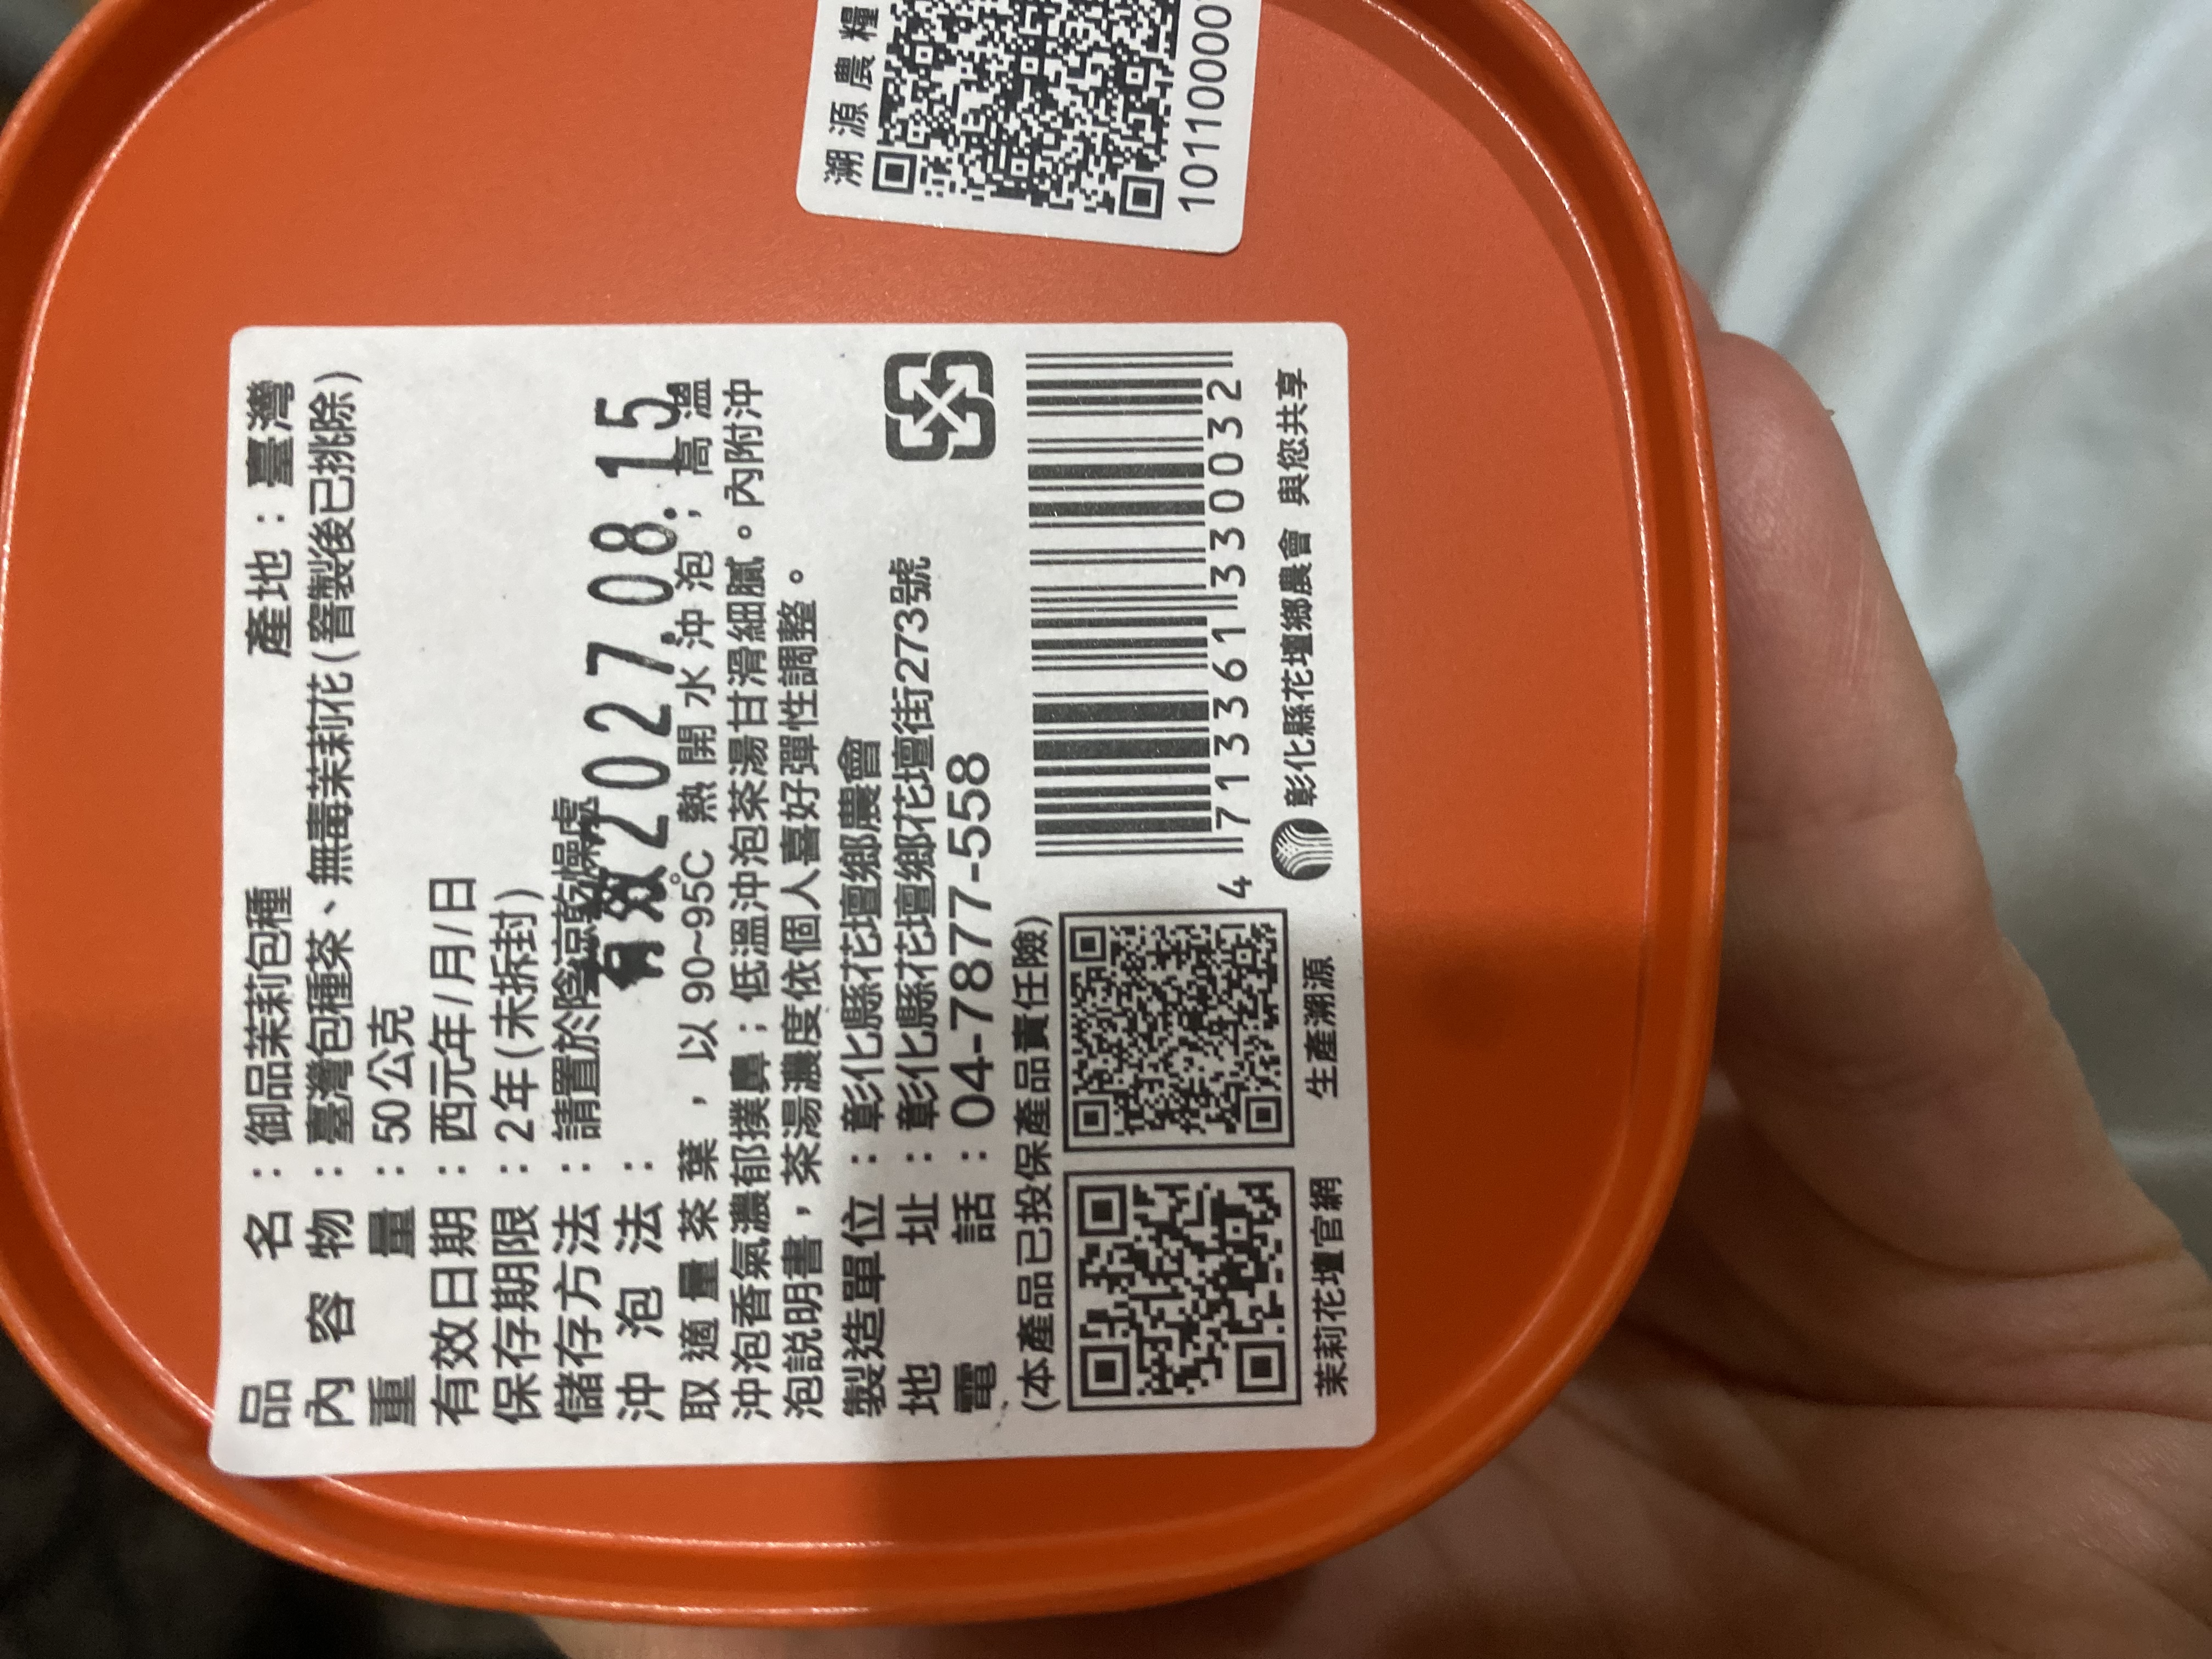 品名：御品茉莉包種 產地：臺灣
內容物：臺灣包種茶、無毒茉莉花(窨製後已挑除)
重量：50公克
有效日期：西元年/月/日
保存期限：2年(未拆封)
儲存方法：請置於陰涼乾燥處
有效2027.08.15
沖泡法：
取適量茶葉，以90~95°C熱開水沖泡，高溫
沖泡香氣濃郁撲鼻；低溫沖泡茶湯甘滑細膩。內附沖
泡説明書，茶湯濃度依個人喜好彈性調整。
製造單位：彰化縣花壇鄉農會
地址：彰化縣花壇鄉花壇街273號
電話：04-7877-558
(本產品已投保產品責任險)
4 713361 330032
茉莉花壇官網 生產溯源 彰化縣花壇鄉農會 與您共享
溯源農糧
10110000